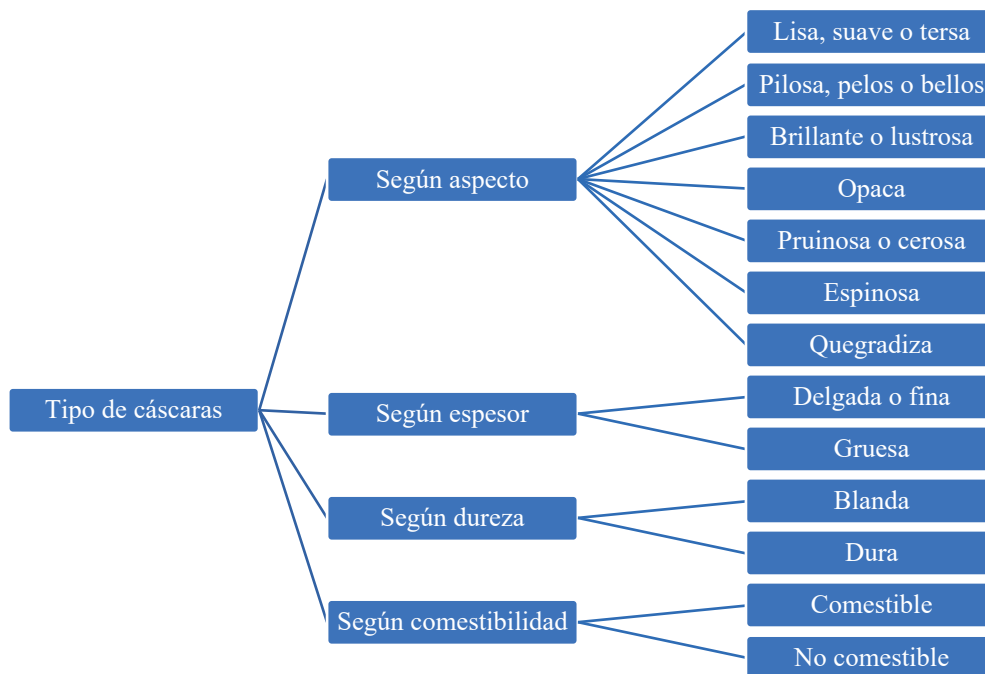 Tipo de cáscaras
Según aspecto
Lisa, suave o tersa
Pilosa, pelos o bellos
Brillante o lustrosa
Opaca
Pruinosa o cerosa
Espinosa
Quegradiza
Según espesor
Delgada o fina
Gruesa
Según dureza
Blanda
Dura
Según comestibilidad
Comestible
No comestible